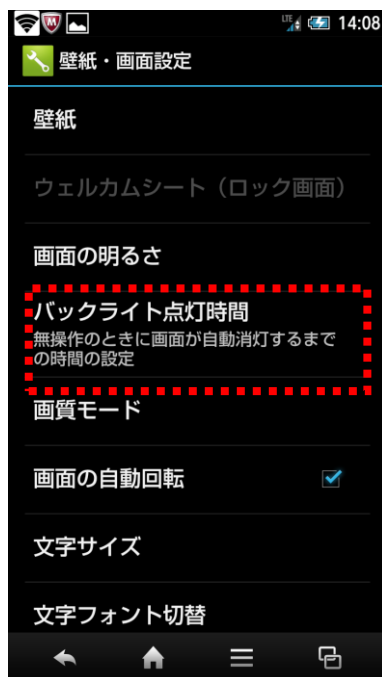 LTE 14:08
壁紙・画面設定
壁紙
ウェルカムシート（ロック画面）
画面の明るさ
バックライト点灯時間
無操作のときに画面が自動消灯するまで
の時間の設定
画質モード
画面の自動回転
文字サイズ
文字フォント切替